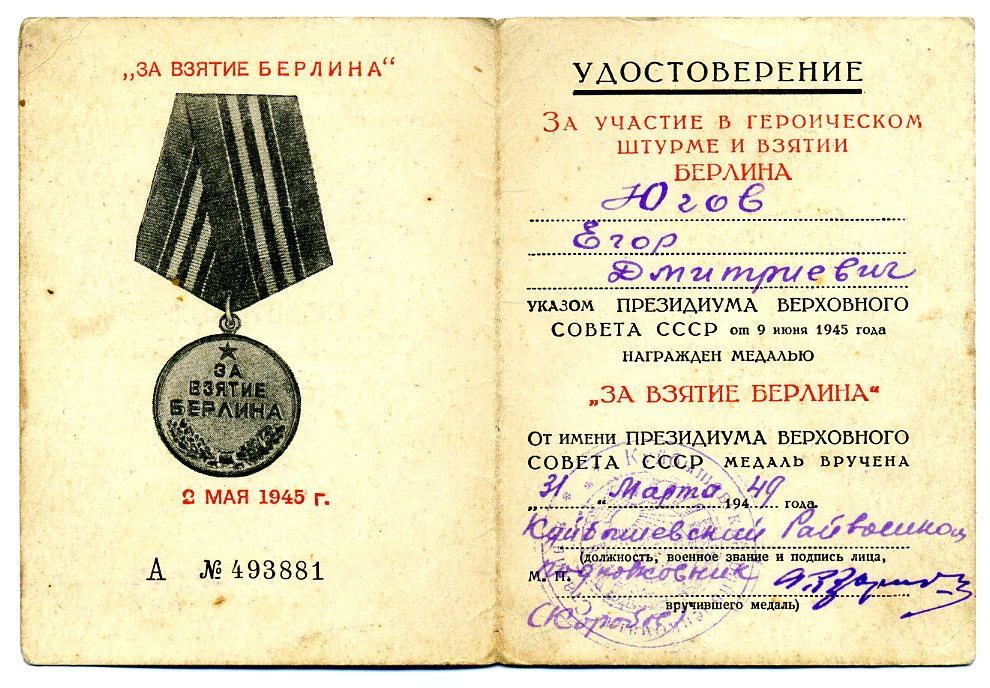 „ЗА ВЗЯТИЕ БЕРЛИНА“
ЗА
ВЗЯТИЕ
БЕРЛИНА
2 МАЯ 1945 г.
А № 493881
УДОСТОВЕРЕНИЕ
ЗА УЧАСТИЕ В ГЕРОИЧЕСКОМ
ШТУРМЕ И ВЗЯТИИ
БЕРЛИНА
Югов
Егор
Дмитриевич
УКАЗОМ ПРЕЗИДИУМА ВЕРХОВНОГО
СОВЕТА СССР от 9 июня 1945 года
НАГРАЖДЕН МЕДАЛЬЮ
„ЗА ВЗЯТИЕ БЕРЛИНА“
ОТ ИМЕНИ ПРЕЗИДИУМА ВЕРХОВНОГО
СОВЕТА СССР МЕДАЛЬ ВРУЧЕНА
„31“ Марта 194 49 года.
Куйбышевский Райвоенком
(должность, военное звание и подпись лица,
М. П. подполковник
вручившего медаль)